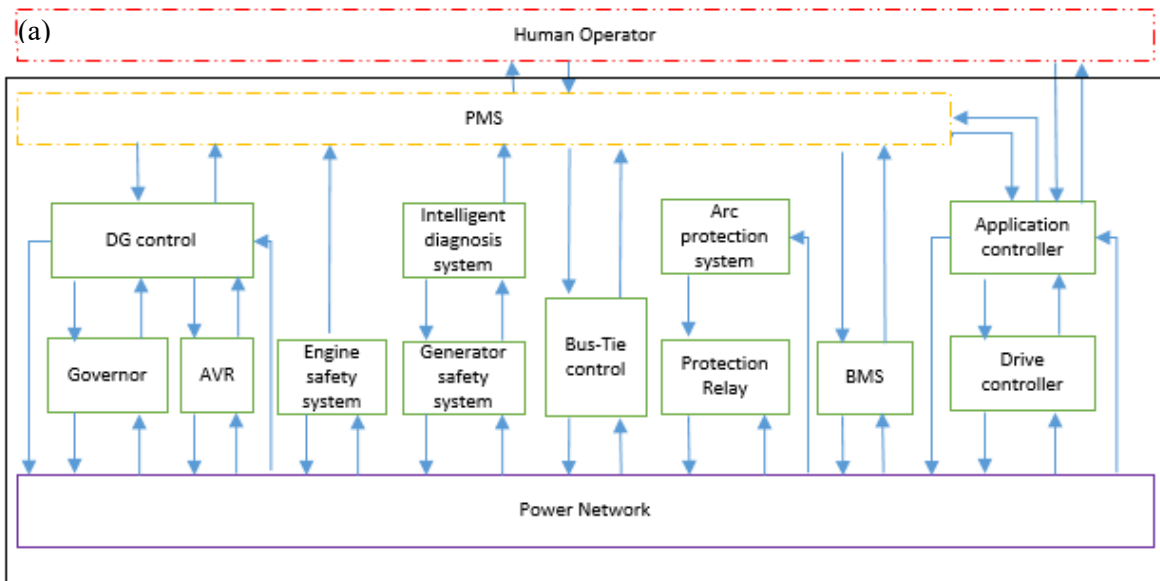 (a)
Human Operator
PMS
DG control
Intelligent
diagnosis
system
Arc
protection
system
Application
controller
Governor
AVR
Engine
safety
system
Generator
safety
system
Bus-Tie
control
Protection
Relay
BMS
Drive
controller
Power Network